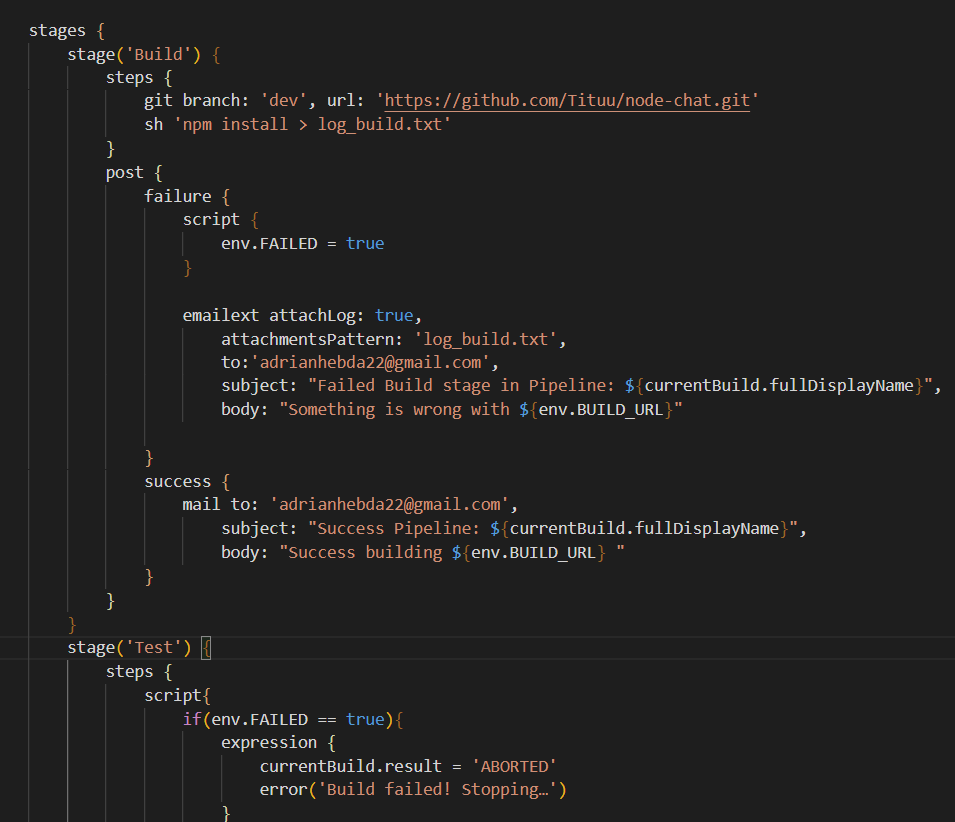 stages {
stage('Build') {
steps {
git branch: 'dev', url: 'https://github.com/Tituu/node-chat.git'
sh 'npm install > log_build.txt'
}
post {
failure {
script {
env.FAILED = true
}
emailext attachLog: true,
attachmentsPattern: 'log_build.txt',
to:'adrianhebda22@gmail.com',
subject: "Failed Build stage in Pipeline: ${currentBuild.fullDisplayName}",
body: "Something is wrong with ${env.BUILD_URL}"
}
success {
mail to: 'adrianhebda22@gmail.com',
subject: "Success Pipeline: ${currentBuild.fullDisplayName}",
body: "Success building ${env.BUILD_URL} "
}
}
}
stage('Test') {
steps {
script{
if(env.FAILED == true){
expression {
currentBuild.result = 'ABORTED'
error('Build failed! Stopping…')
}